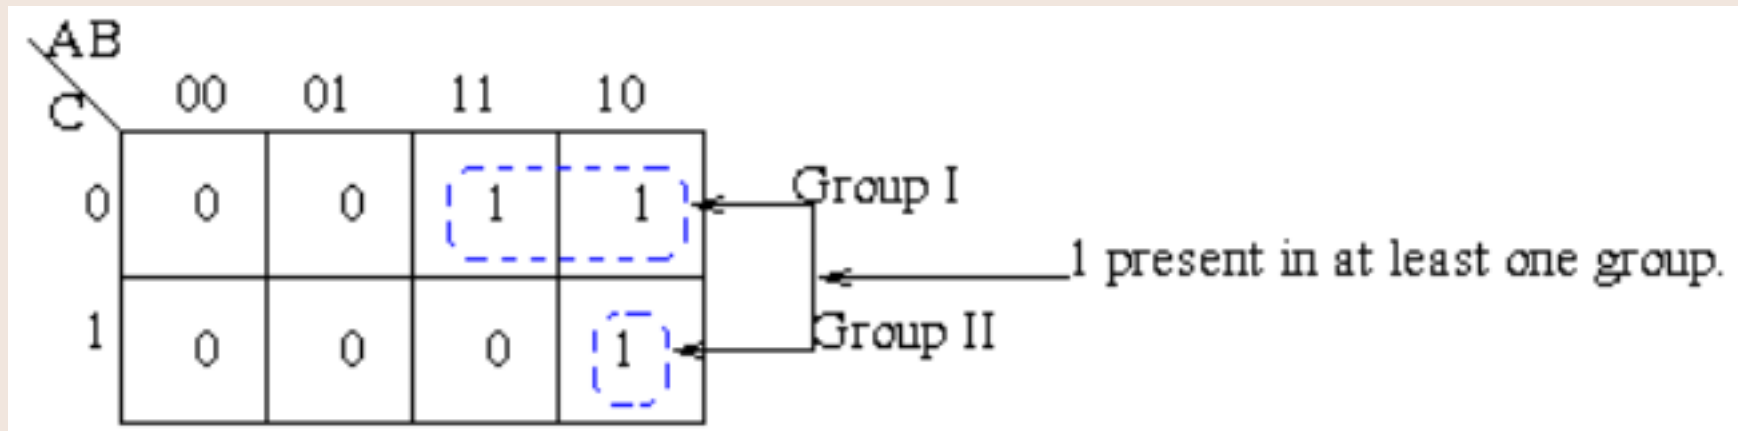 AB
C
00 01 11 10
0 0 0 1 1
Group I
1 present in at least one group.
1 0 0 0 1
Group II